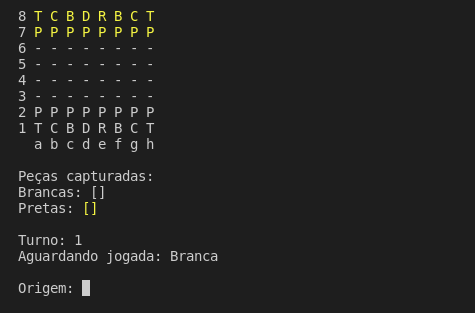 8 T C B D R B C T
7 P P P P P P P P
6 - - - - - - - -
5 - - - - - - - -
4 - - - - - - - -
3 - - - - - - - -
2 P P P P P P P P
1 T C B D R B C T
a b c d e f g h
Peças capturadas:
Brancas: []
Pretas: []
Turno: 1
Aguardando jogada: Branca
Origem: